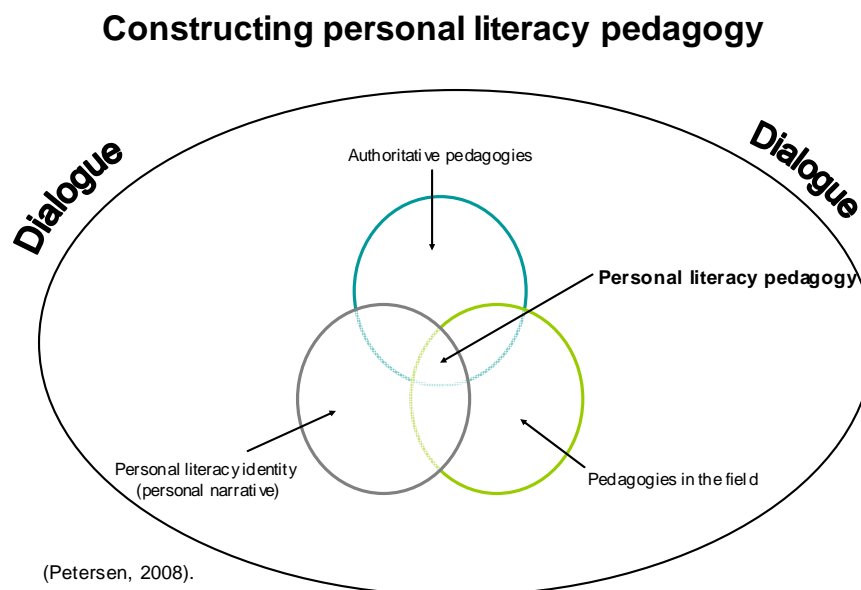 Constructing personal literacy pedagogy
Dialogue
Dialogue
Authoritative pedagogies
Personal literacy pedagogy
Personal literacy identity
(personal narrative)
Pedagogies in the field
(Petersen, 2008).